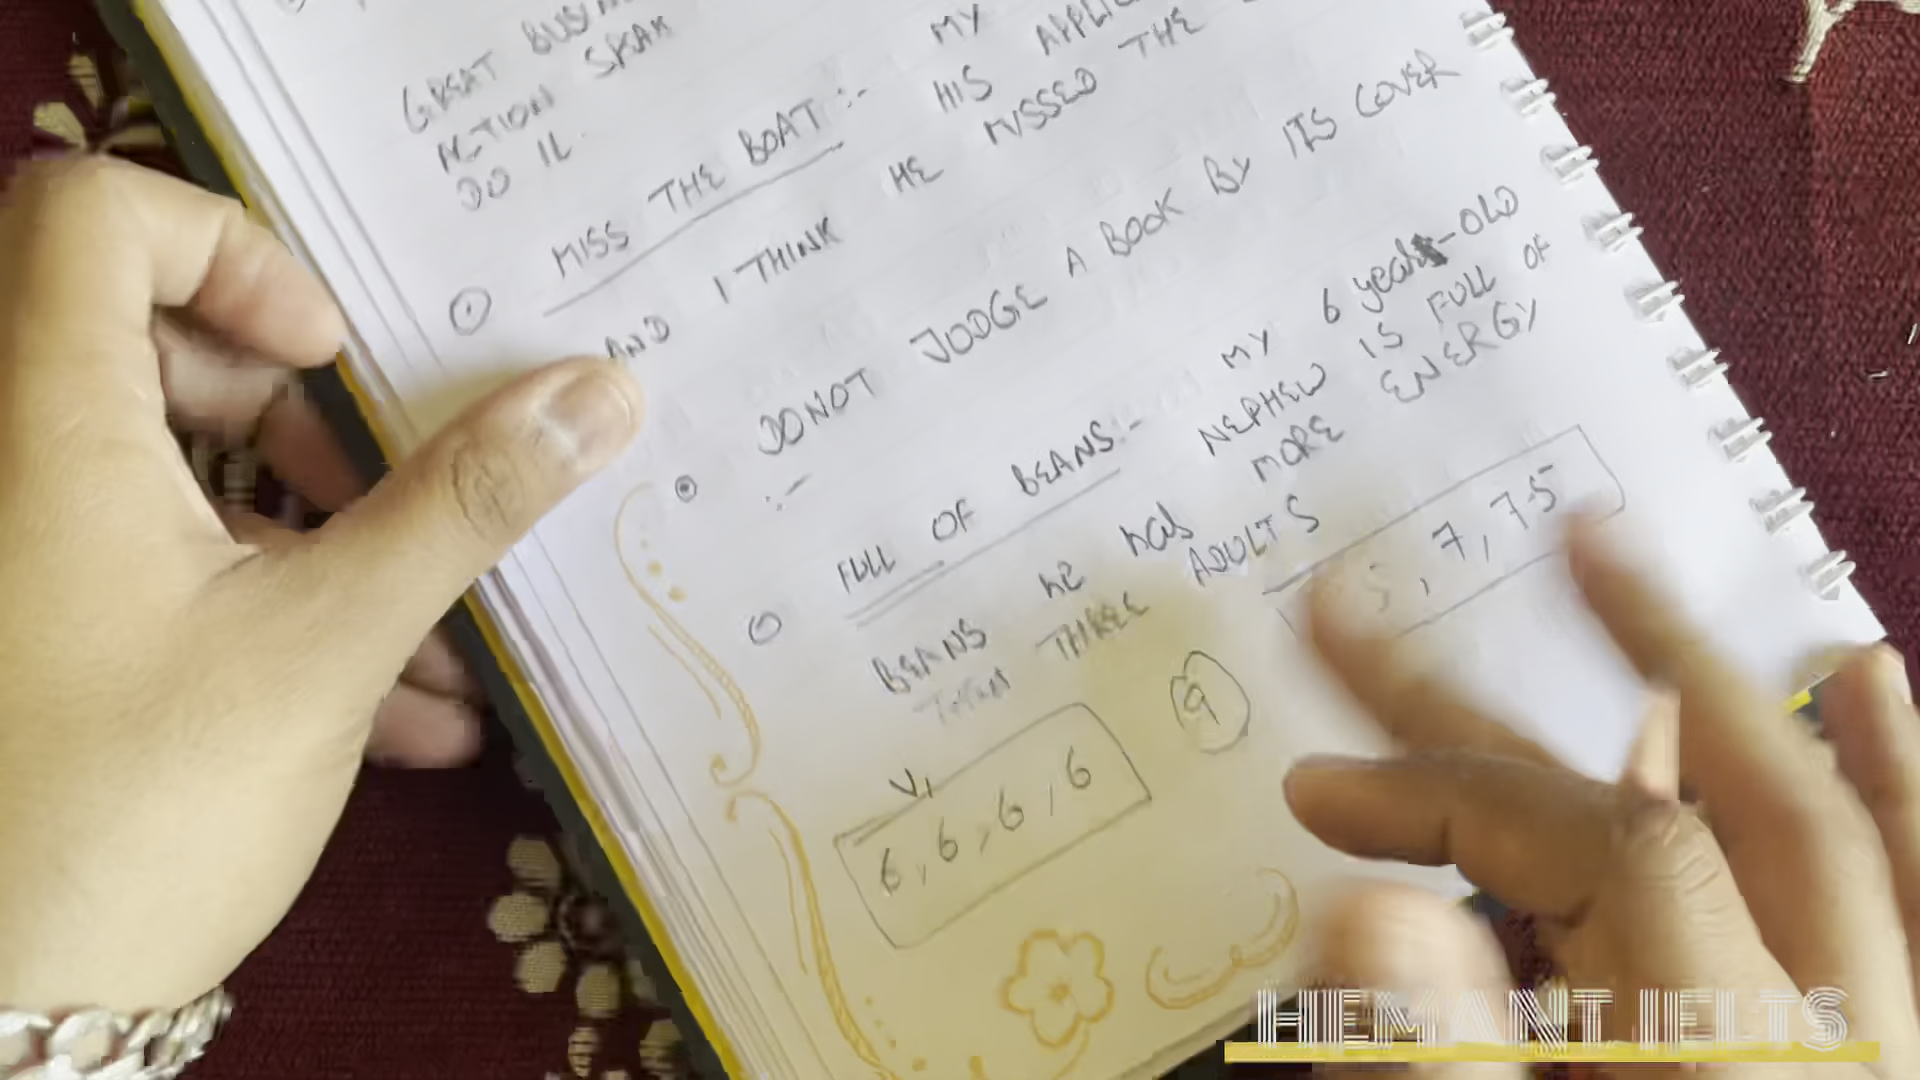 GREAT
ACTION SPEAK
DO IL.
MISS THE BOAT :- MY
HIS
AND I THINK HE MISSED THE
DO NOT JUDGE A BOOK BY ITS COVER
:-
FULL OF BEANS :- MY 6 year-OLD
NEPHEW IS FULL OF
BEANS he has MORE ENERGY
THAN THREE ADULTS
5, 7, 7.5
9
6, 6, 6, 6
HEMANT IELTS